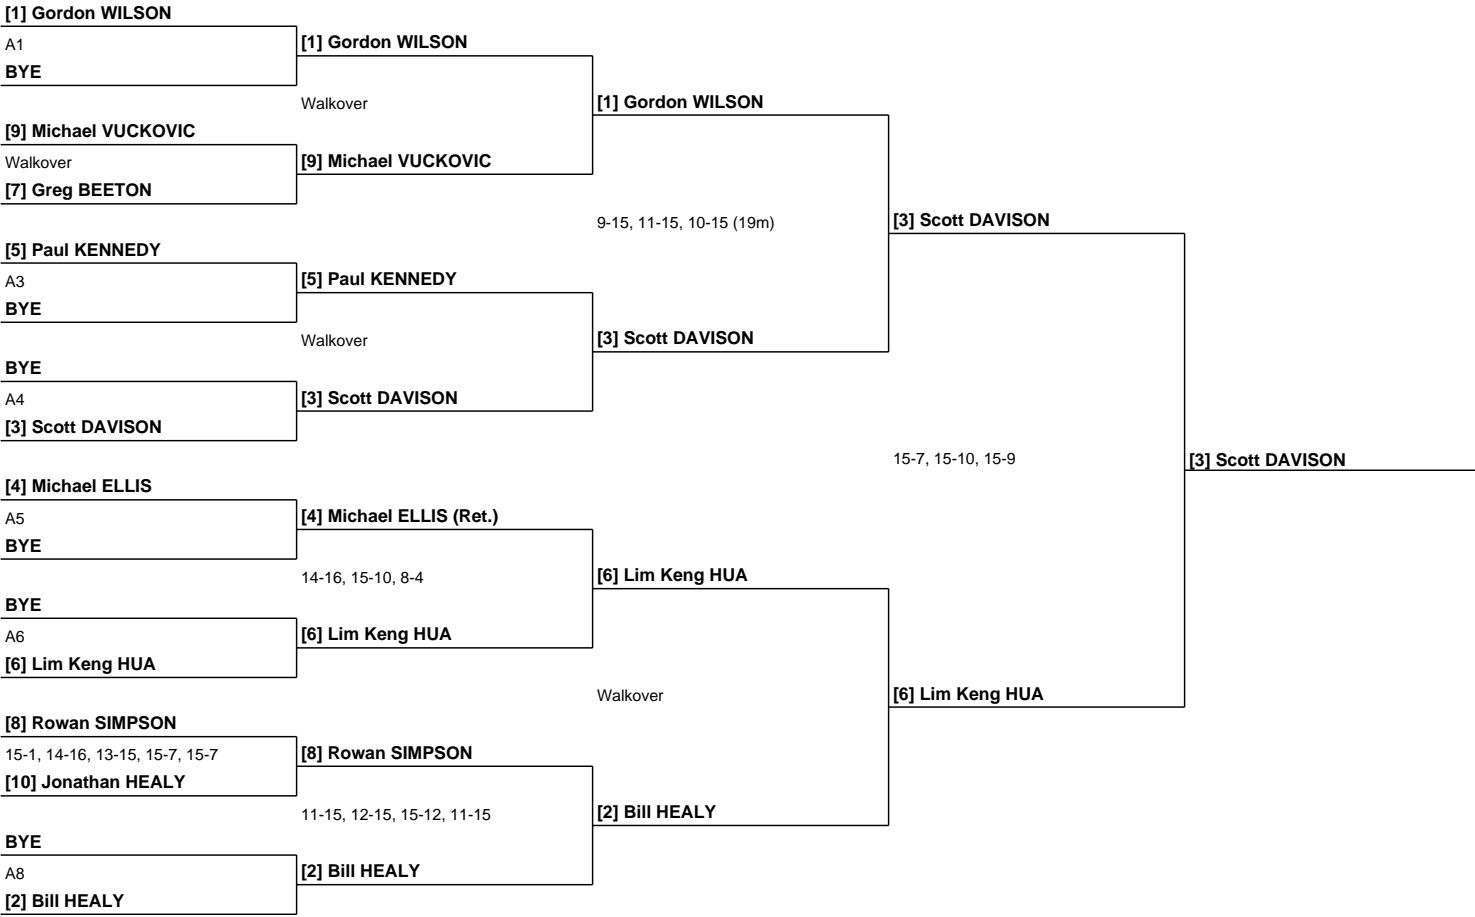 [1] Gordon WILSON
A1
BYE
[9] Michael VUCKOVIC
Walkover
[7] Greg BEETON
[5] Paul KENNEDY
A3
BYE
BYE
A4
[3] Scott DAVISON
[4] Michael ELLIS
A5
BYE
BYE
A6
[6] Lim Keng HUA
[8] Rowan SIMPSON
15-1, 14-16, 13-15, 15-7, 15-7
[10] Jonathan HEALY
BYE
A8
[2] Bill HEALY
[1] Gordon WILSON
Walkover
[9] Michael VUCKOVIC
[5] Paul KENNEDY
Walkover
[3] Scott DAVISON
[4] Michael ELLIS (Ret.)
14-16, 15-10, 8-4
[6] Lim Keng HUA
[8] Rowan SIMPSON
11-15, 12-15, 15-12, 11-15
[2] Bill HEALY
[1] Gordon WILSON
9-15, 11-15, 10-15 (19m)
[3] Scott DAVISON
[6] Lim Keng HUA
Walkover
[2] Bill HEALY
[3] Scott DAVISON
15-7, 15-10, 15-9
[6] Lim Keng HUA
[3] Scott DAVISON